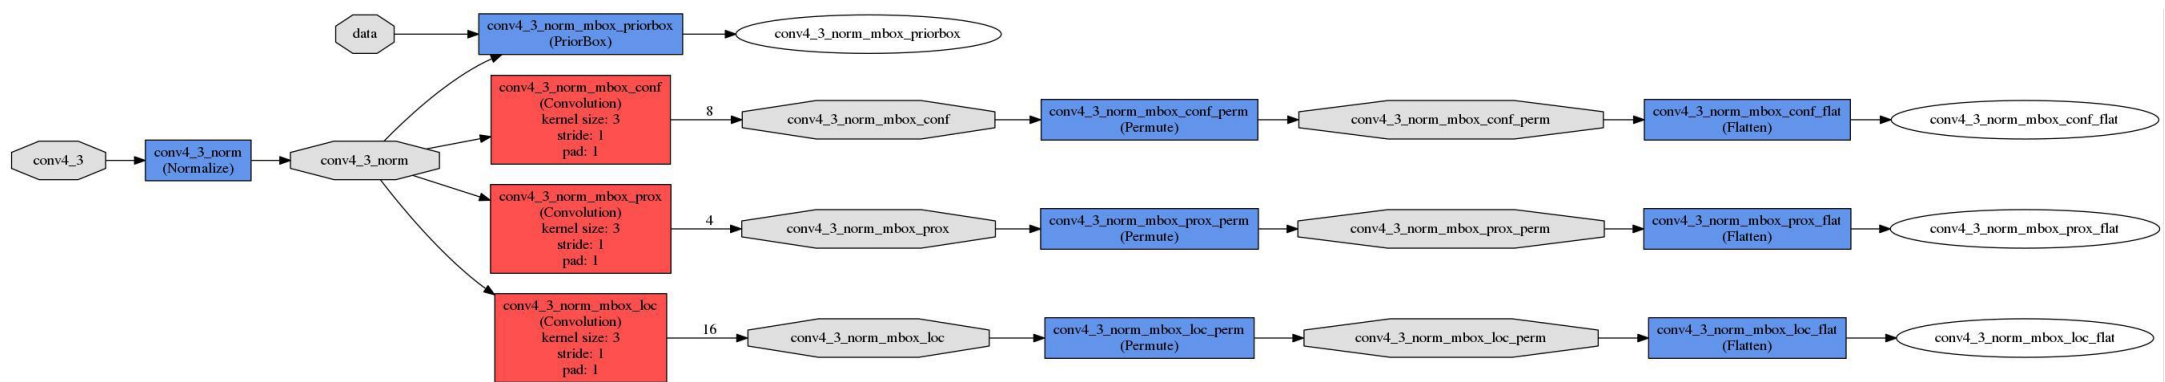 data
conv4_3_norm_mbox_priorbox
(PriorBox)
conv4_3_norm_mbox_priorbox
conv4_3
conv4_3_norm
(Normalize)
conv4_3_norm
conv4_3_norm_mbox_conf
(Convolution)
kernel size: 3
stride: 1
pad: 1
8
conv4_3_norm_mbox_conf
conv4_3_norm_mbox_conf_perm
(Permute)
conv4_3_norm_mbox_conf_perm
conv4_3_norm_mbox_conf_flat
(Flatten)
conv4_3_norm_mbox_conf_flat
conv4_3_norm_mbox_prox
(Convolution)
kernel size: 3
stride: 1
pad: 1
4
conv4_3_norm_mbox_prox
conv4_3_norm_mbox_prox_perm
(Permute)
conv4_3_norm_mbox_prox_perm
conv4_3_norm_mbox_prox_flat
(Flatten)
conv4_3_norm_mbox_prox_flat
conv4_3_norm_mbox_loc
(Convolution)
kernel size: 3
stride: 1
pad: 1
16
conv4_3_norm_mbox_loc
conv4_3_norm_mbox_loc_perm
(Permute)
conv4_3_norm_mbox_loc_perm
conv4_3_norm_mbox_loc_flat
(Flatten)
conv4_3_norm_mbox_loc_flat